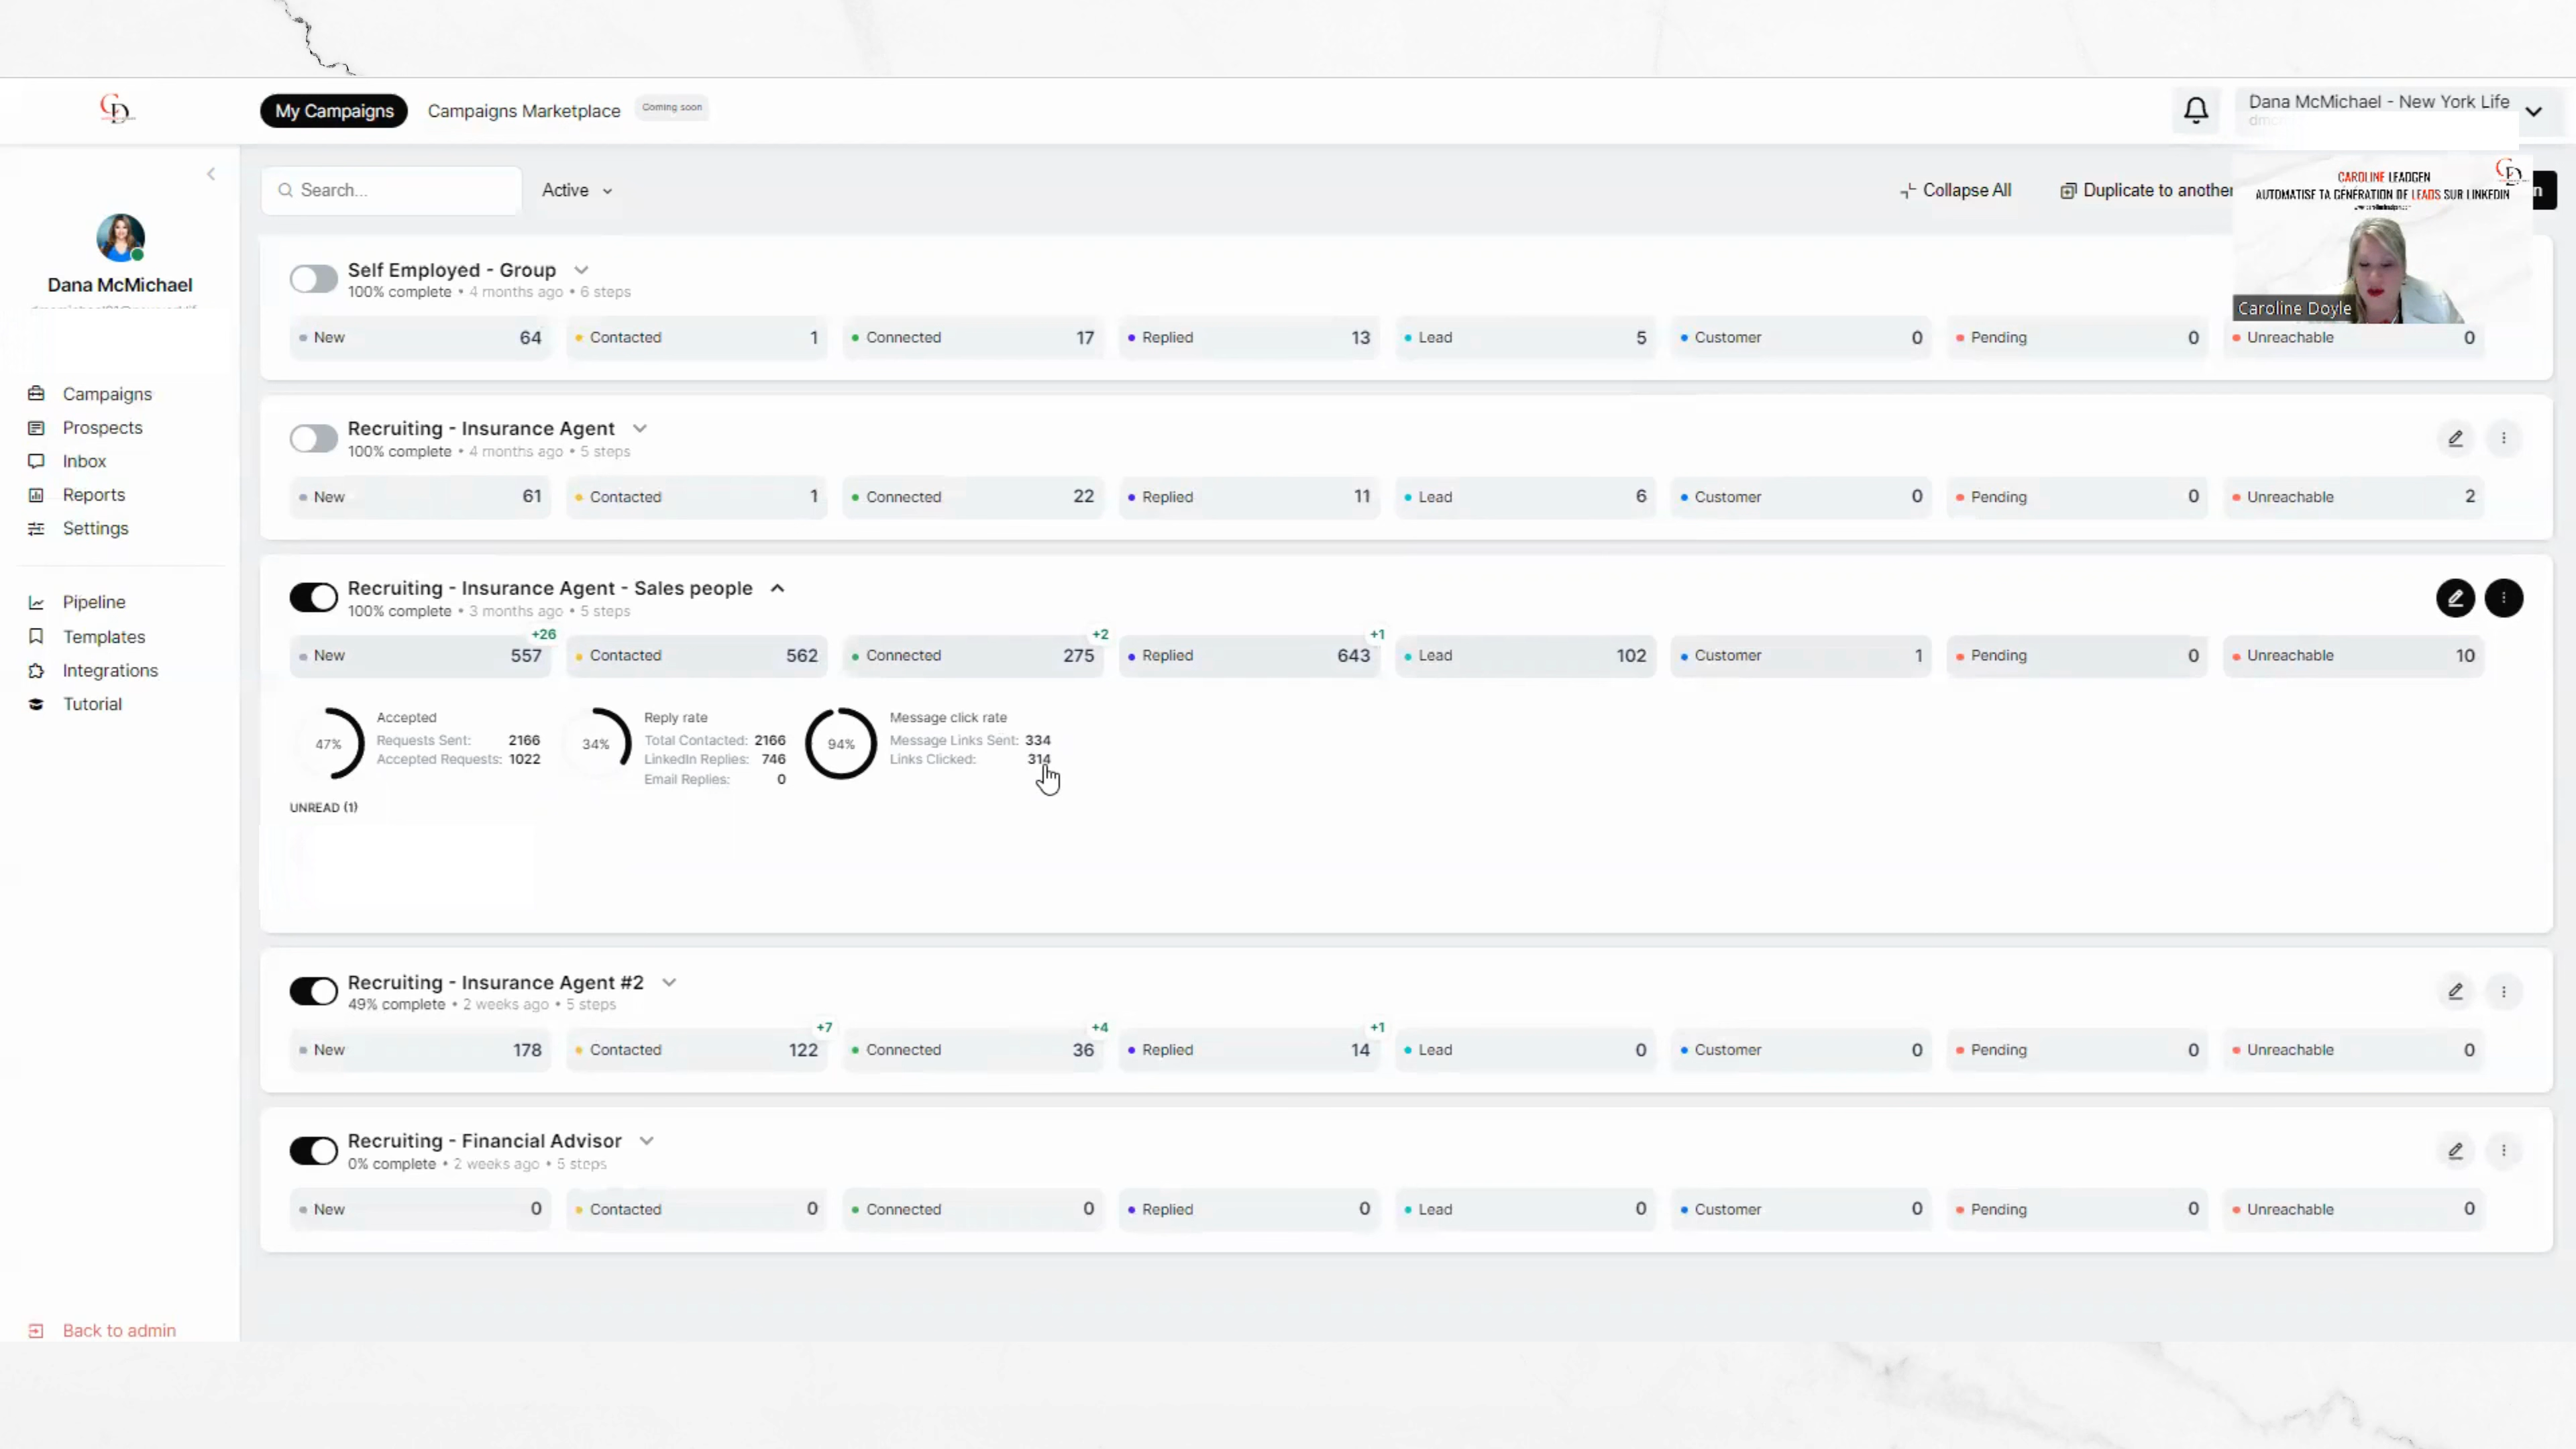 My Campaigns
Campaigns Marketplace
Coming soon
Dana McMichael - New York Life
Search...
Active
Collapse All
Duplicate to another
CAROLINE LEADGEN
AUTOMATISE TA GÉNÉRATION DE LEADS SUR LINKEDIN
Caroline Doyle
Dana McMichael
Campaigns
Prospects
Inbox
Reports
Settings
Pipeline
Templates
Integrations
Tutorial
Back to admin
Self Employed - Group
100% complete • 4 months ago • 6 steps
New 64 Contacted 1 Connected 17 Replied 13 Lead 5 Customer 0 Pending 0 Unreachable 0
Recruiting - Insurance Agent
100% complete • 4 months ago • 5 steps
New 61 Contacted 1 Connected 22 Replied 11 Lead 6 Customer 0 Pending 0 Unreachable 2
Recruiting - Insurance Agent - Sales people
100% complete • 3 months ago • 5 steps
+26 +2 +1
New 557 Contacted 562 Connected 275 Replied 643 Lead 102 Customer 1 Pending 0 Unreachable 10
47%
Accepted
Requests Sent: 2166
Accepted Requests: 1022
34%
Reply rate
Total Contacted: 2166
LinkedIn Replies: 746
Email Replies: 0
94%
Message click rate
Message Links Sent: 334
Links Clicked: 314
UNREAD (1)
Recruiting - Insurance Agent #2
49% complete • 2 weeks ago • 5 steps
+7 +4 +1
New 178 Contacted 122 Connected 36 Replied 14 Lead 0 Customer 0 Pending 0 Unreachable 0
Recruiting - Financial Advisor
0% complete • 2 weeks ago • 5 steps
New 0 Contacted 0 Connected 0 Replied 0 Lead 0 Customer 0 Pending 0 Unreachable 0